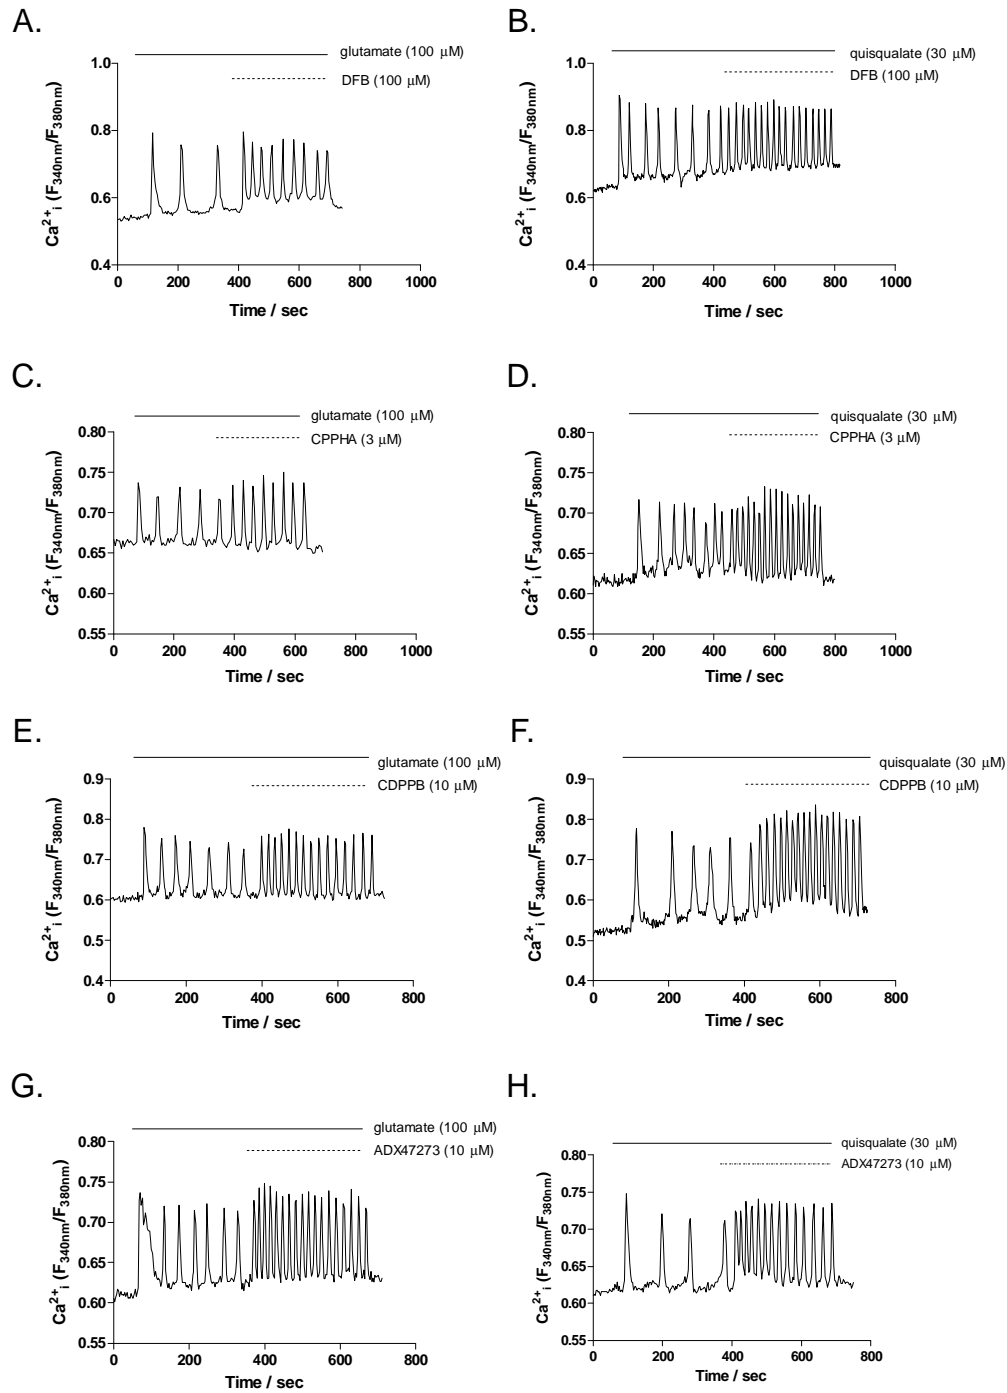 A.
glutamate (100 μM)
DFB (100 μM)
1.0
0.8
0.6
0.4
Ca2+i (F340nm/F380nm)
0 200 400 600 800 1000
Time / sec
B.
quisqualate (30 μM)
DFB (100 μM)
1.0
0.8
0.6
0.4
Ca2+i (F340nm/F380nm)
0 200 400 600 800 1000
Time / sec
C.
glutamate (100 μM)
CPPHA (3 μM)
0.80
0.75
0.70
0.65
0.60
0.55
Ca2+i (F340nm/F380nm)
0 200 400 600 800 1000
Time / sec
D.
quisqualate (30 μM)
CPPHA (3 μM)
0.80
0.75
0.70
0.65
0.60
0.55
Ca2+i (F340nm/F380nm)
0 200 400 600 800 1000
Time / sec
E.
glutamate (100 μM)
CDPPB (10 μM)
0.9
0.8
0.7
0.6
0.5
0.4
Ca2+i (F340nm/F380nm)
0 200 400 600 800
Time / sec
F.
quisqualate (30 μM)
CDPPB (10 μM)
0.9
0.8
0.7
0.6
0.5
0.4
Ca2+i (F340nm/F380nm)
0 200 400 600 800
Time / sec
G.
glutamate (100 μM)
ADX47273 (10 μM)
0.80
0.75
0.70
0.65
0.60
0.55
Ca2+i (F340nm/F380nm)
0 200 400 600 800
Time / sec
H.
quisqualate (30 μM)
ADX47273 (10 μM)
0.80
0.75
0.70
0.65
0.60
0.55
Ca2+i (F340nm/F380nm)
0 200 400 600 800
Time / sec